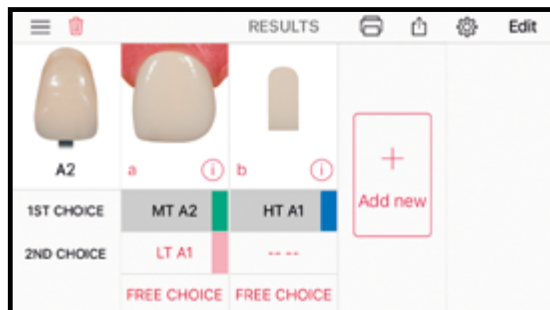 RESULTS Edit
A2 a i b i
+
Add new
1ST CHOICE MT A2 HT A1
2ND CHOICE LT A1 -- --
FREE CHOICE FREE CHOICE